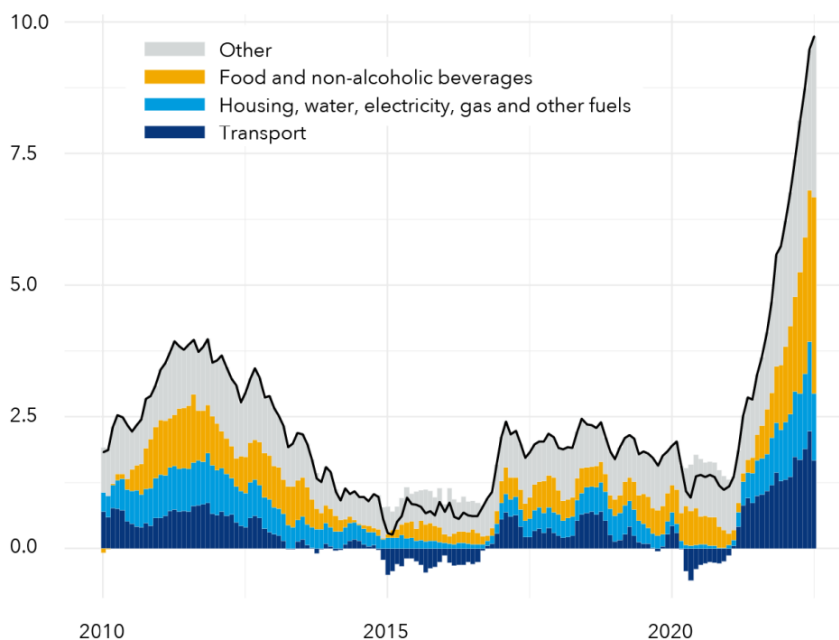 10.0
Other
Food and non-alcoholic beverages
Housing, water, electricity, gas and other fuels
Transport
7.5
5.0
2.5
0.0
2010 2015 2020